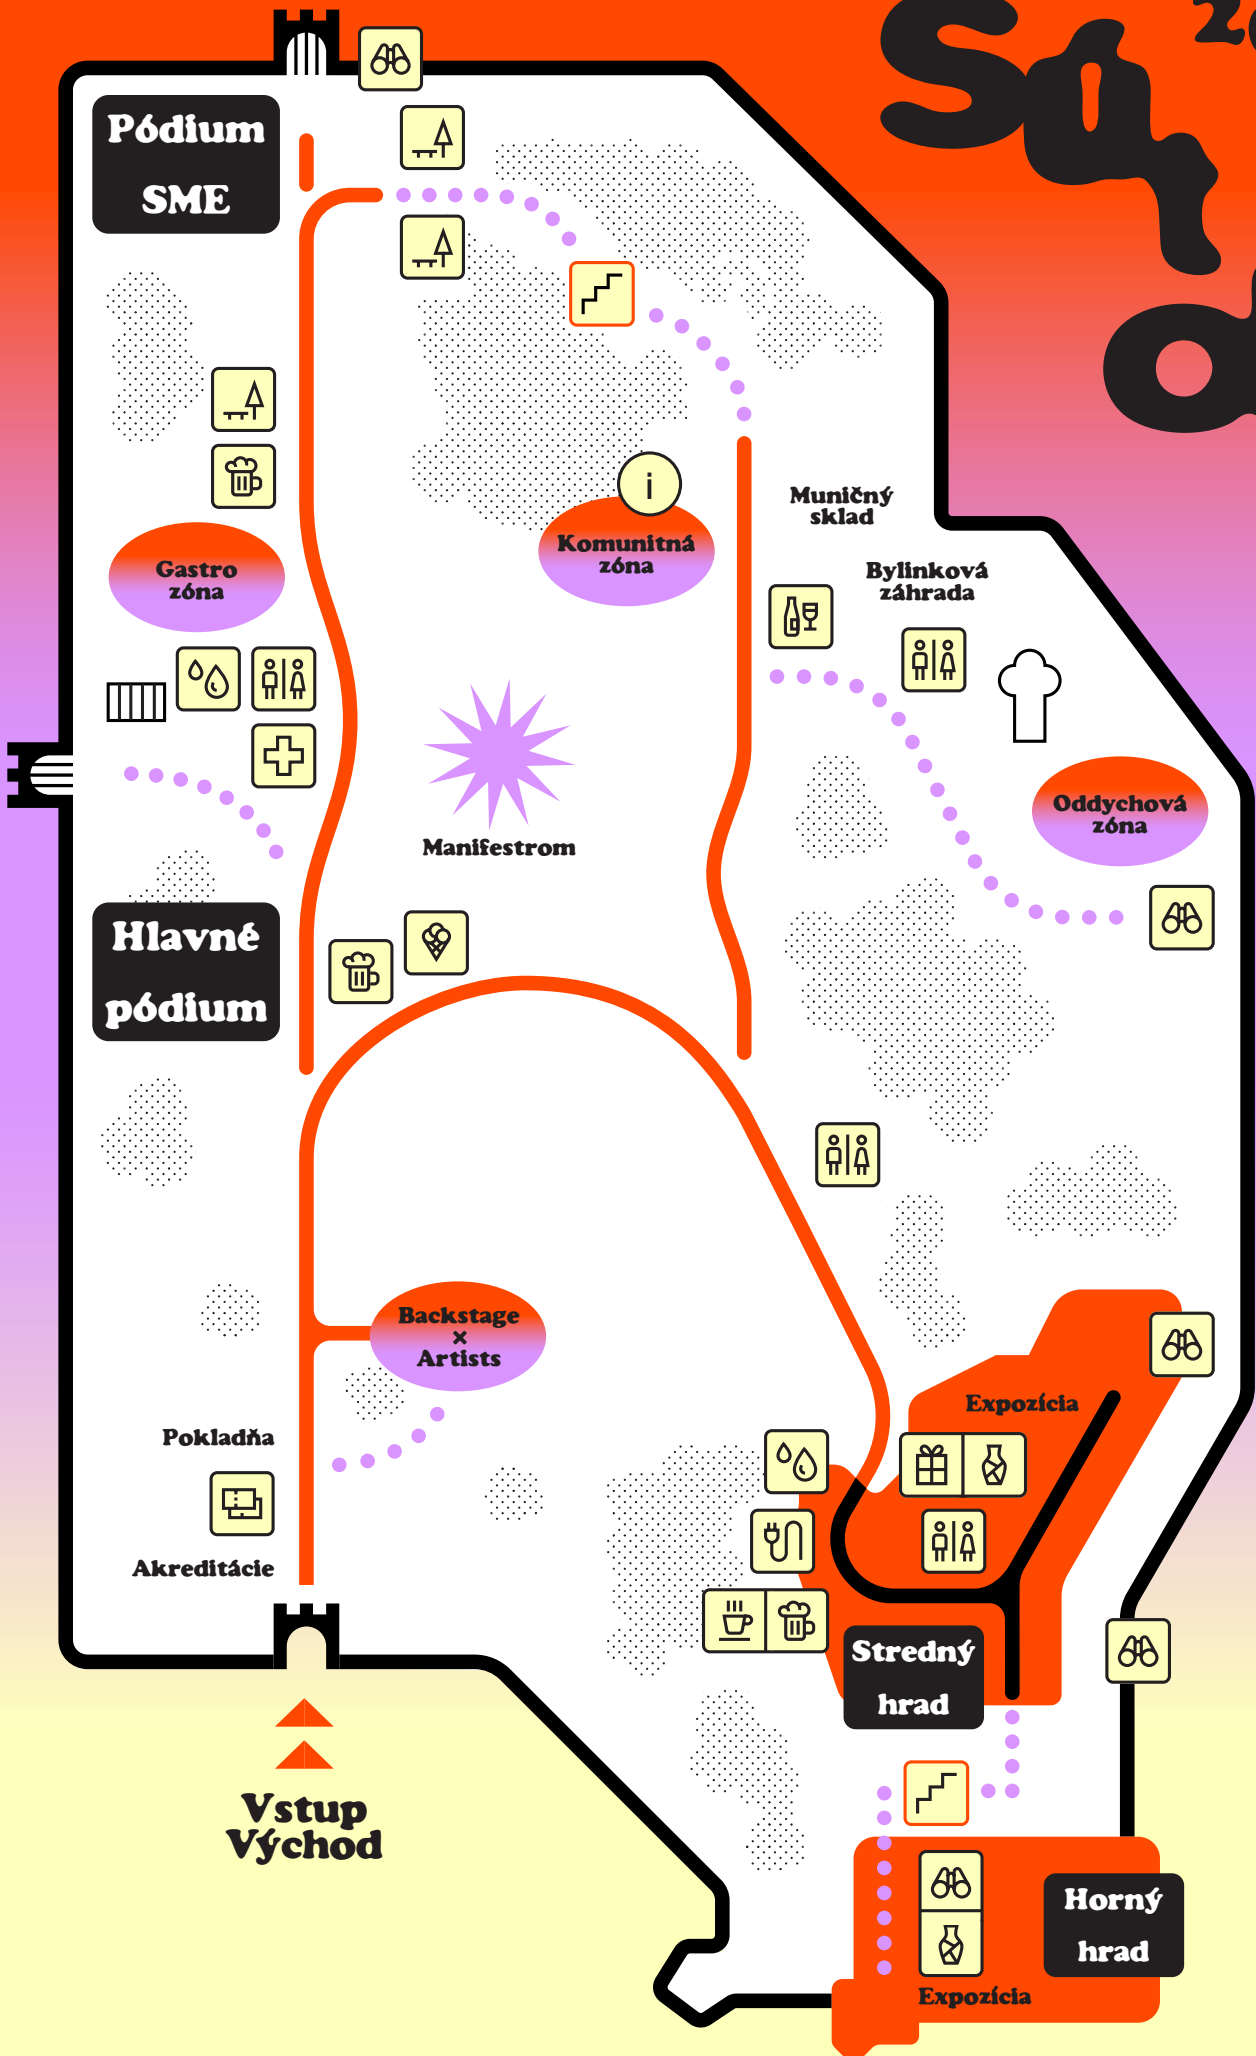 Pódium
SME
i
Komunitná
zóna
Muničný
sklad
Gastro
zóna
Bylinková
záhrada
Oddychová
zóna
Manifestrom
Hlavné
pódium
Backstage
×
Artists
Expozícia
Pokladňa
Akreditácie
Stredný
hrad
Vstup
Východ
Horný
hrad
Expozícia